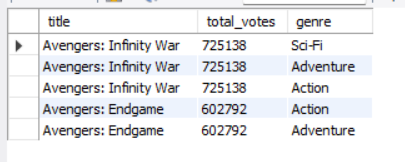 title total_votes genre
Avengers: Infinity War 725138 Sci-Fi
Avengers: Infinity War 725138 Adventure
Avengers: Infinity War 725138 Action
Avengers: Endgame 602792 Action
Avengers: Endgame 602792 Adventure